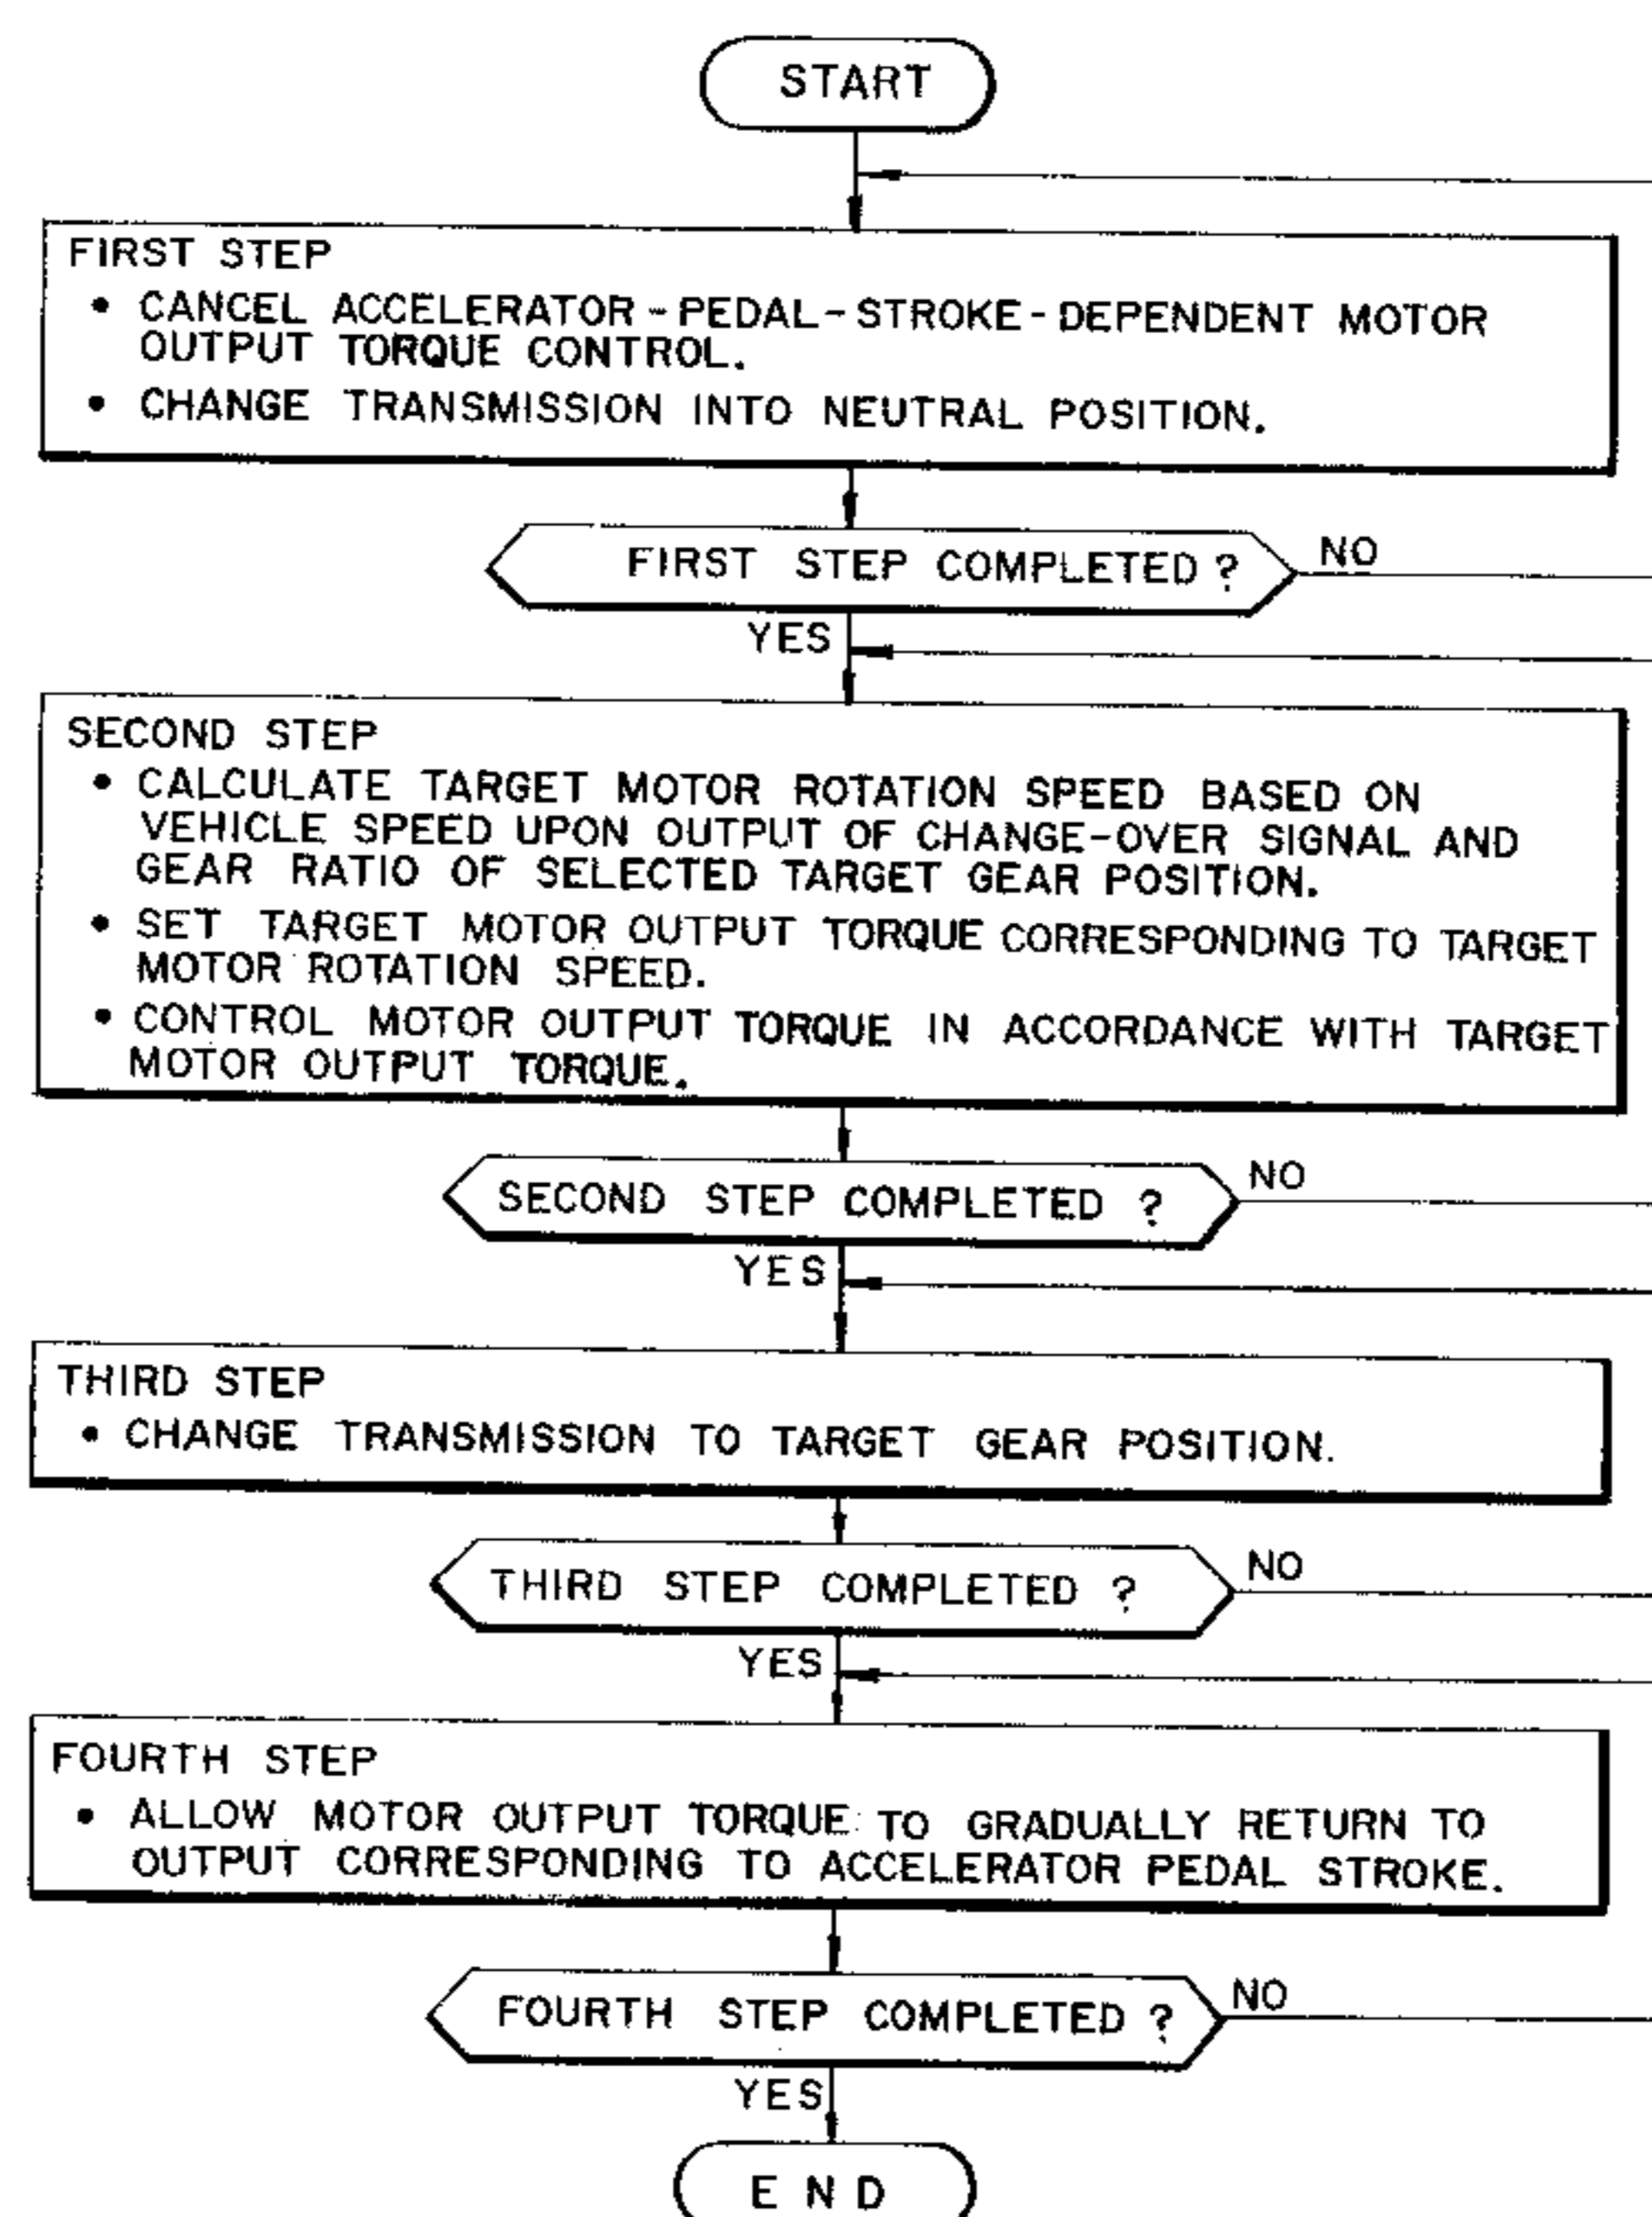 START
FIRST STEP
• CANCEL ACCELERATOR-PEDAL-STROKE-DEPENDENT MOTOR
OUTPUT TORQUE CONTROL.
• CHANGE TRANSMISSION INTO NEUTRAL POSITION.
FIRST STEP COMPLETED ?
NO
YES
SECOND STEP
• CALCULATE TARGET MOTOR ROTATION SPEED BASED ON
VEHICLE SPEED UPON OUTPUT OF CHANGE-OVER SIGNAL AND
GEAR RATIO OF SELECTED TARGET GEAR POSITION.
• SET TARGET MOTOR OUTPUT TORQUE CORRESPONDING TO TARGET
MOTOR ROTATION SPEED.
• CONTROL MOTOR OUTPUT TORQUE IN ACCORDANCE WITH TARGET
MOTOR OUTPUT TORQUE.
SECOND STEP COMPLETED ?
NO
YES
THIRD STEP
• CHANGE TRANSMISSION TO TARGET GEAR POSITION.
THIRD STEP COMPLETED ?
NO
YES
FOURTH STEP
• ALLOW MOTOR OUTPUT TORQUE TO GRADUALLY RETURN TO
OUTPUT CORRESPONDING TO ACCELERATOR PEDAL STROKE.
FOURTH STEP COMPLETED ?
NO
YES
END